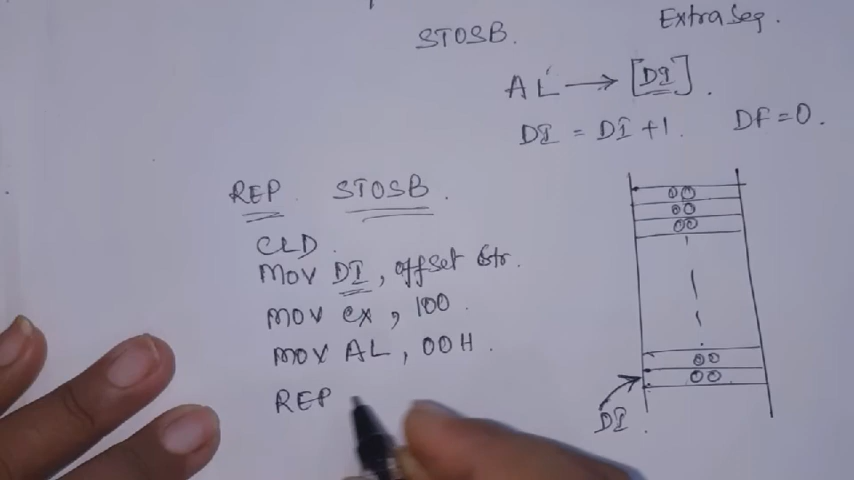 STOSB.
Extra Seg.
AL → [DI].
DI = DI + 1. DF = 0.
REP STOSB.
CLD.
MOV DI, offset Str.
MOV CX, 100.
MOV AL, 00H.
REP
00
00
00
00
00
DI.